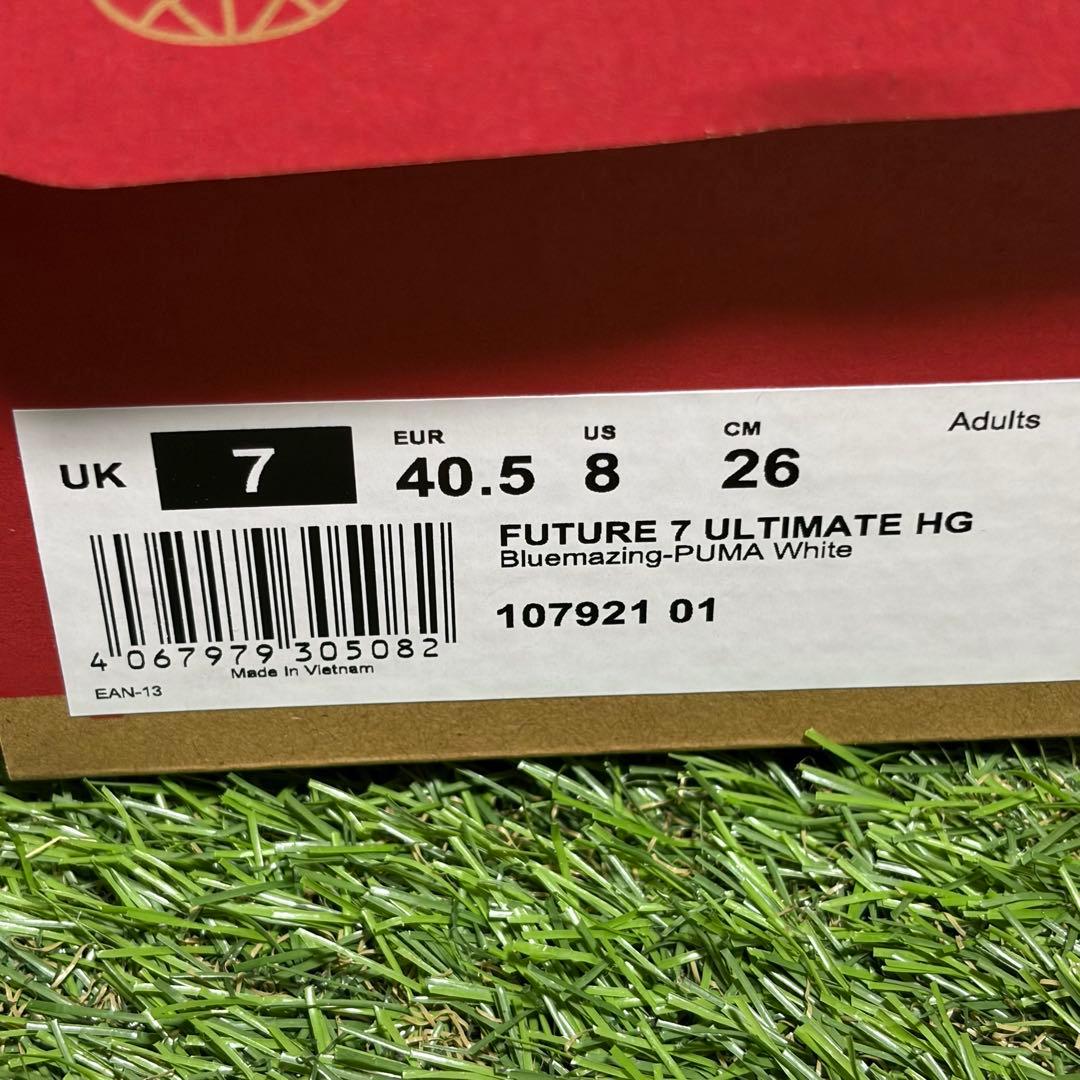 Adults
UK 7 EUR 40.5 US 8 CM 26
FUTURE 7 ULTIMATE HG
Bluemazing-PUMA White
107921 01
4 067979 305082
Made In Vietnam
EAN-13